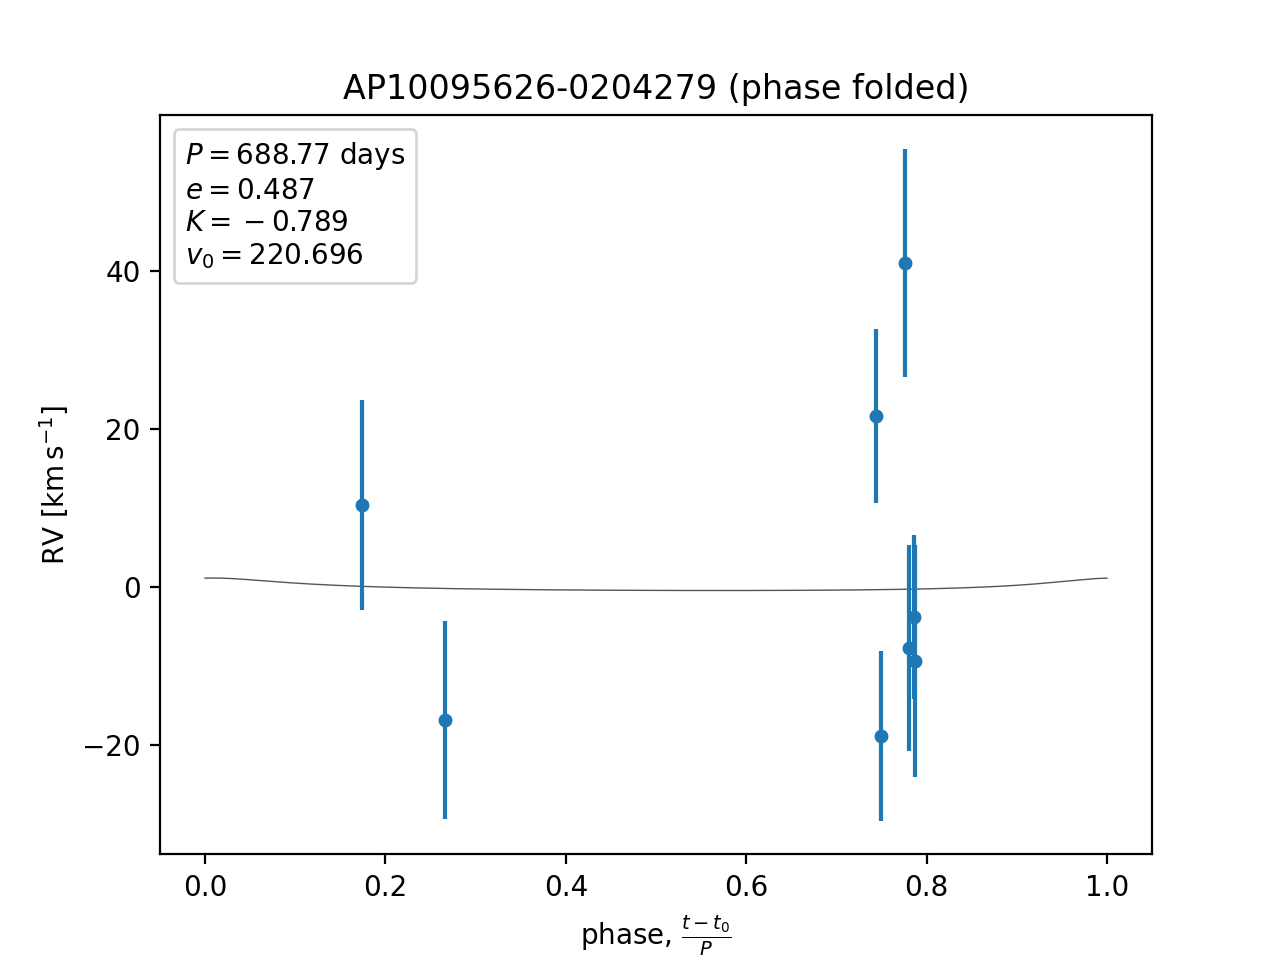 AP10095626-0204279 (phase folded)
P = 688.77 days
e = 0.487
K = −0.789
v₀ = 220.696
RV [km s⁻¹]
40
20
0
−20
0.0 0.2 0.4 0.6 0.8 1.0
phase, (t − t₀)/P